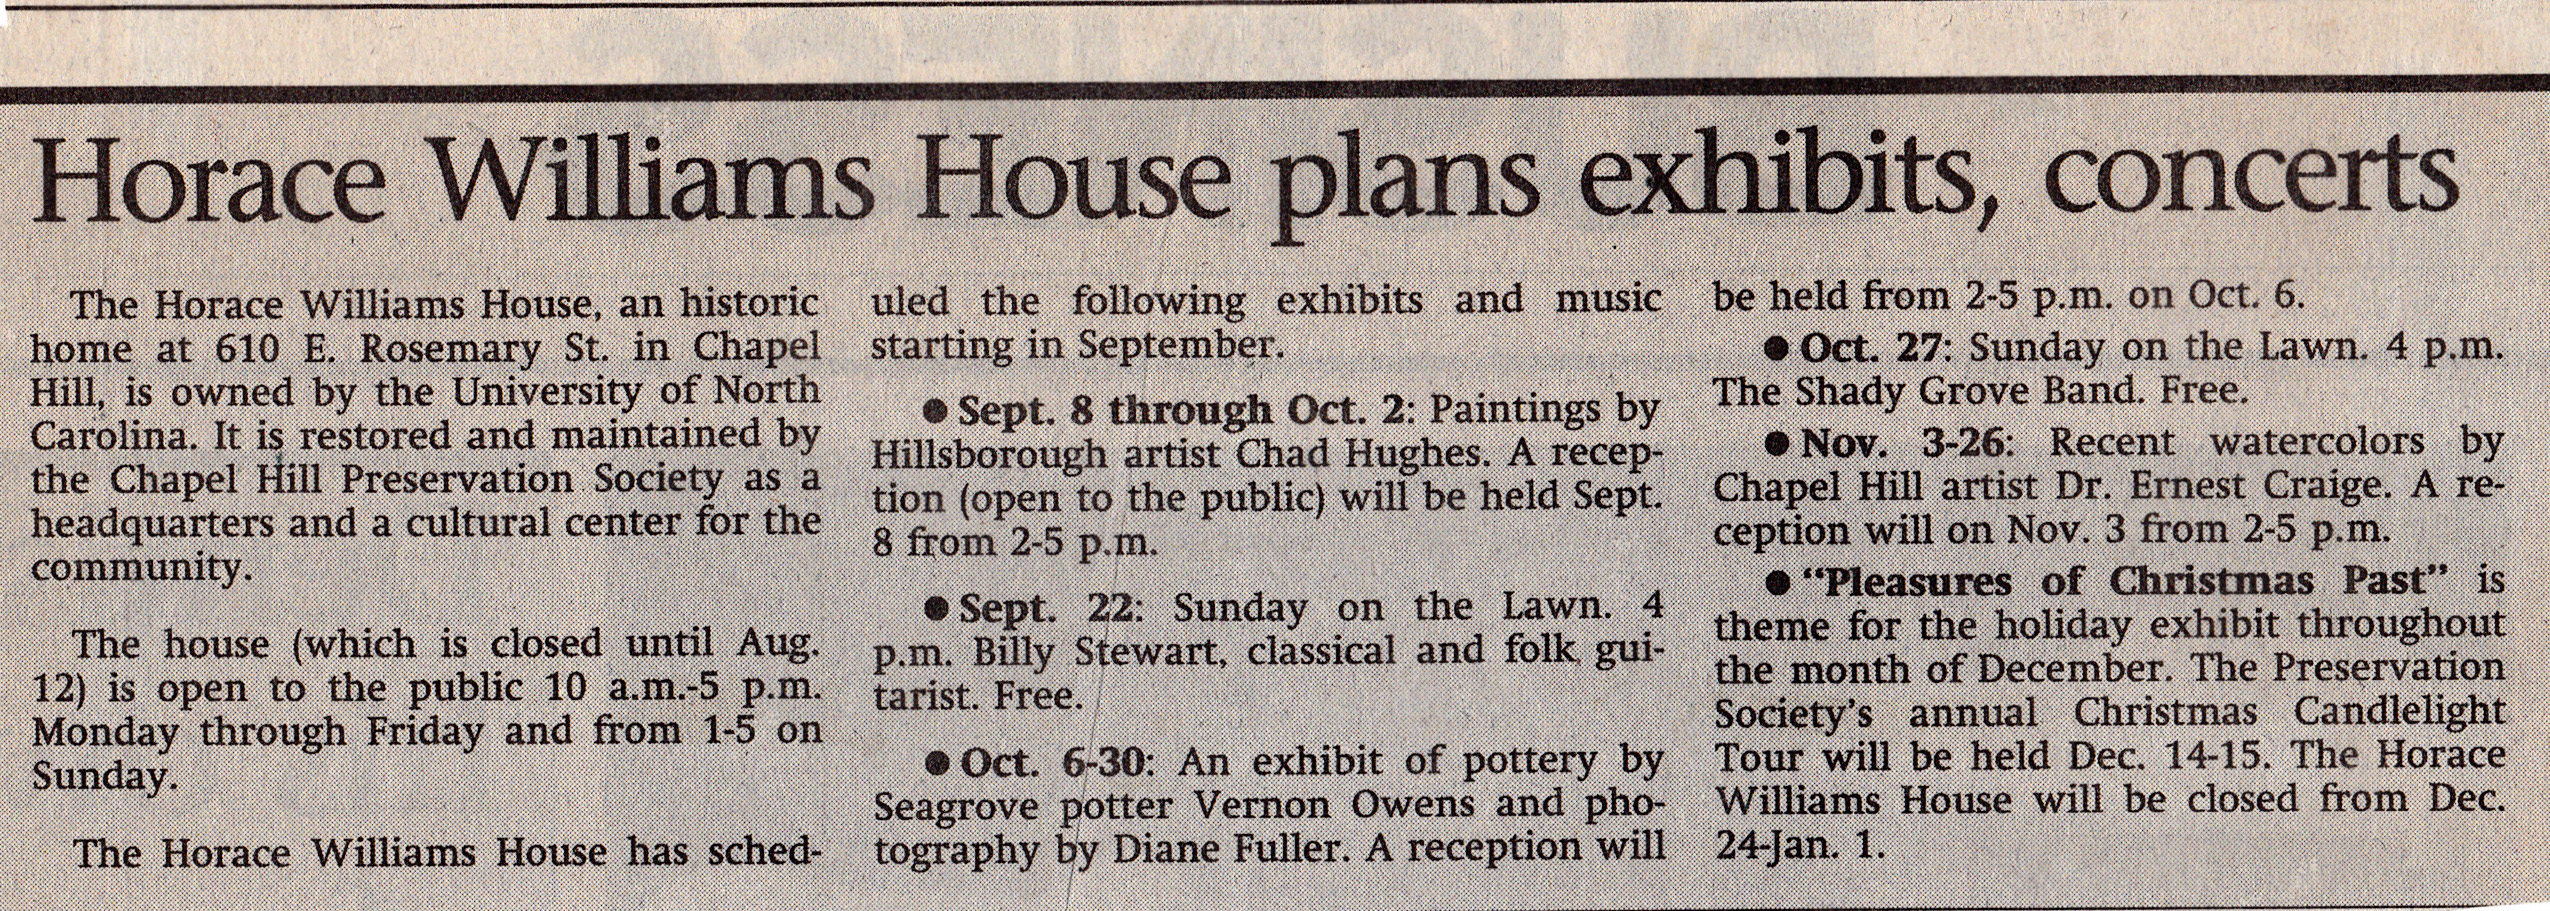 Horace Williams House plans exhibits, concerts
The Horace Williams House, an historic
home at 610 E. Rosemary St. in Chapel
Hill, is owned by the University of North
Carolina. It is restored and maintained by
the Chapel Hill Preservation Society as a
headquarters and a cultural center for the
community.
The house (which is closed until Aug.
12) is open to the public 10 a.m.-5 p.m.
Monday through Friday and from 1-5 on
Sunday.
The Horace Williams House has sched-
uled the following exhibits and music
starting in September.
● Sept. 8 through Oct. 2: Paintings by
Hillsborough artist Chad Hughes. A recep-
tion (open to the public) will be held Sept.
8 from 2-5 p.m.
● Sept. 22: Sunday on the Lawn. 4
p.m. Billy Stewart, classical and folk gui-
tarist. Free.
● Oct. 6-30: An exhibit of pottery by
Seagrove potter Vernon Owens and pho-
tography by Diane Fuller. A reception will
be held from 2-5 p.m. on Oct. 6.
● Oct. 27: Sunday on the Lawn. 4 p.m.
The Shady Grove Band. Free.
● Nov. 3-26: Recent watercolors by
Chapel Hill artist Dr. Ernest Craige. A re-
ception will on Nov. 3 from 2-5 p.m.
● “Pleasures of Christmas Past” is
theme for the holiday exhibit throughout
the month of December. The Preservation
Society’s annual Christmas Candlelight
Tour will be held Dec. 14-15. The Horace
Williams House will be closed from Dec.
24-Jan. 1.